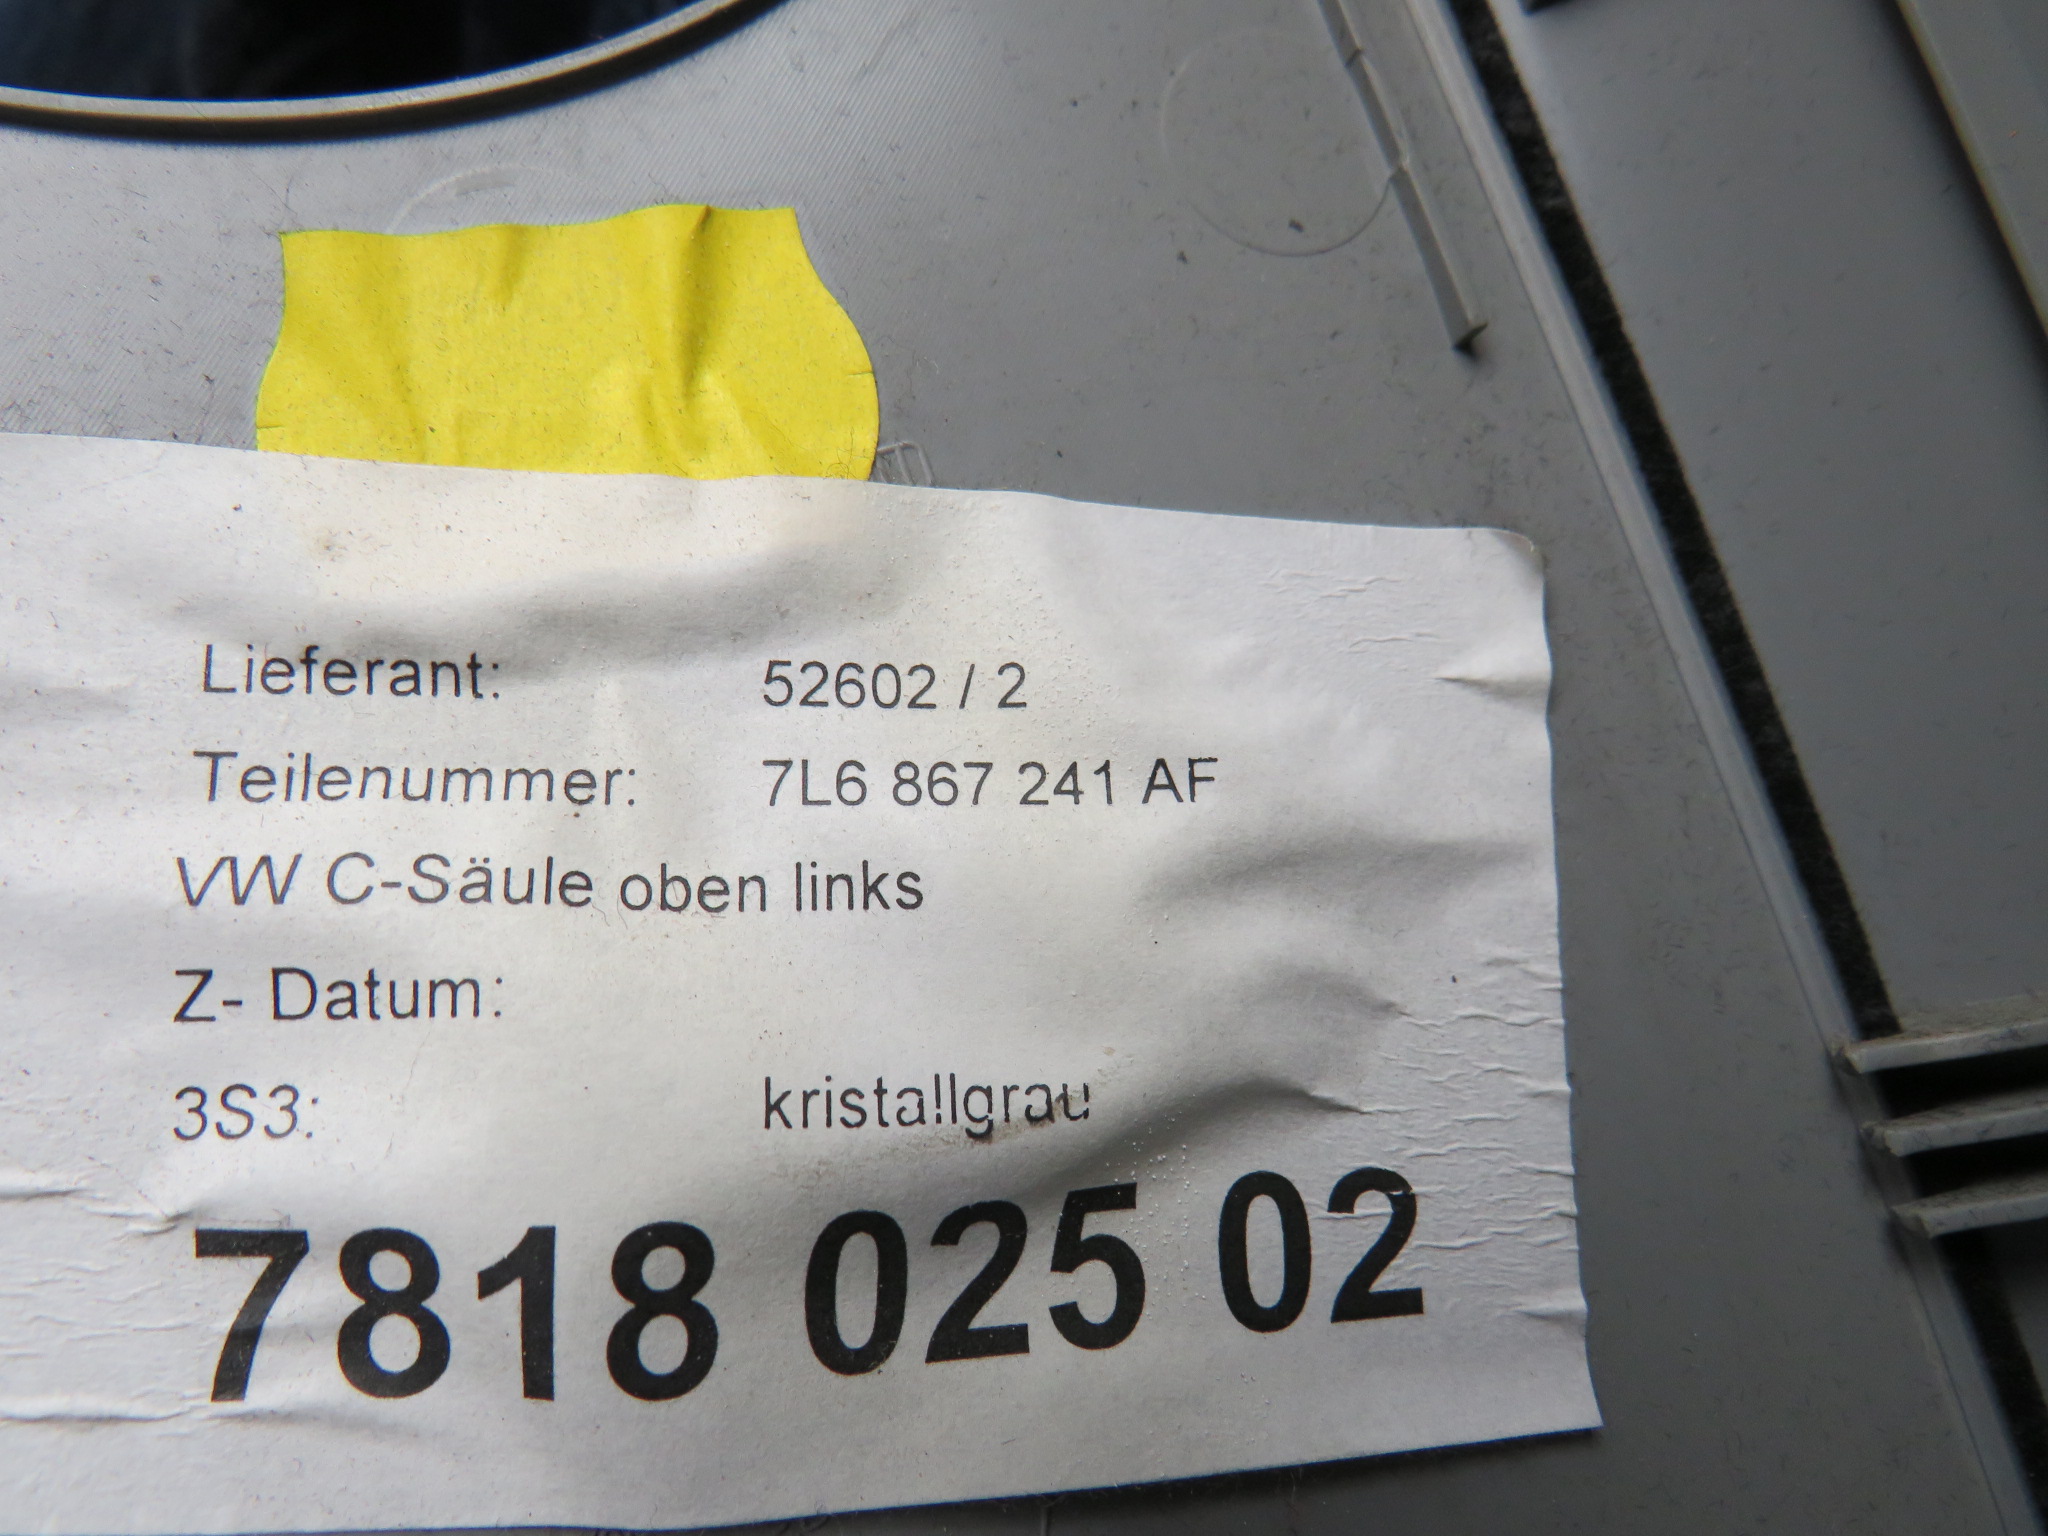 Lieferant: 52602 / 2
Teilenummer: 7L6 867 241 AF
VW C-Säule oben links
Z- Datum:
3S3: kristallgrau
7818 025 02